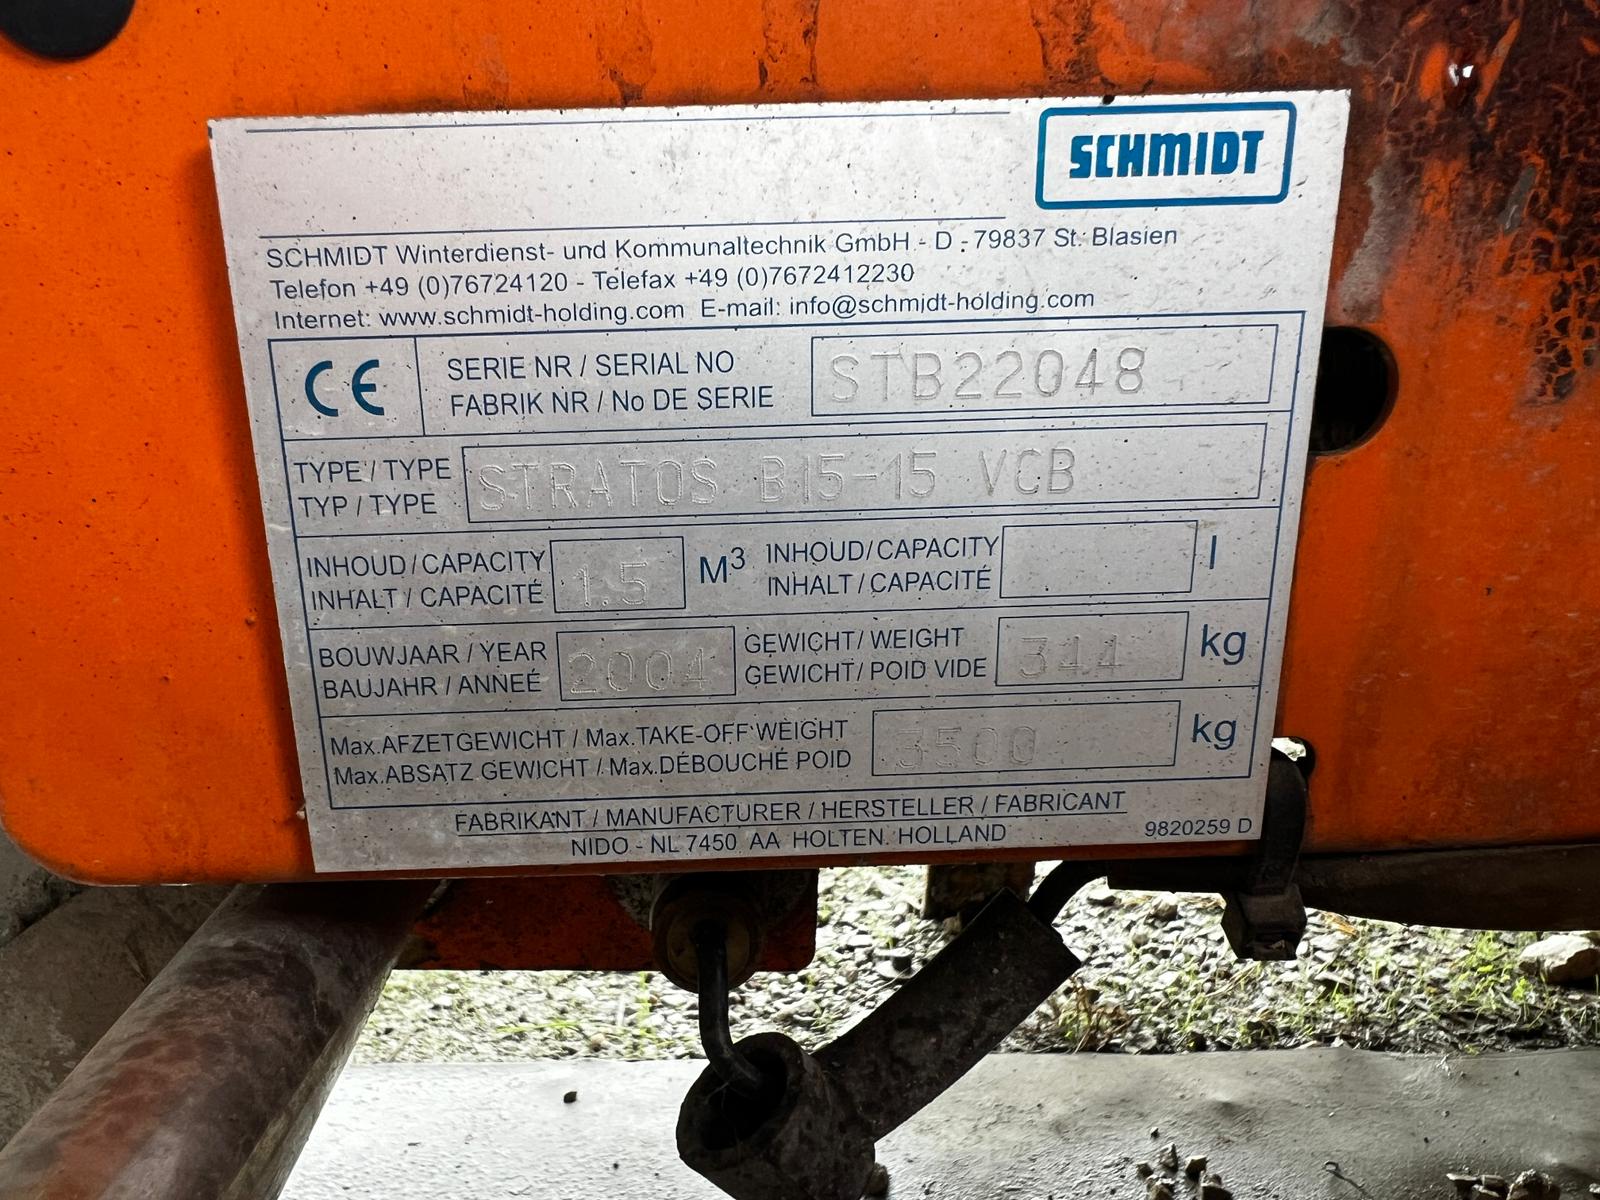 SCHMIDT
SCHMIDT Winterdienst- und Kommunaltechnik GmbH - D - 79837 St. Blasien
Telefon +49 (0)76724120 - Telefax +49 (0)7672412230
Internet: www.schmidt-holding.com E-mail: info@schmidt-holding.com
CE
SERIE NR / SERIAL NO
FABRIK NR / No DE SERIE
STB22048
TYPE / TYPE
TYP / TYPE
STRATOS B15-15 VCB
INHOUD / CAPACITY
INHALT / CAPACITÉ
1.5 M³
INHOUD / CAPACITY
INHALT / CAPACITÉ
l
BOUWJAAR / YEAR
BAUJAHR / ANNEÉ
2004
GEWICHT / WEIGHT
GEWICHT / POID VIDE
344 kg
Max.AFZETGEWICHT / Max.TAKE-OFF WEIGHT
Max.ABSATZ GEWICHT / Max.DÉBOUCHÉ POID
3500 kg
FABRIKANT / MANUFACTURER / HERSTELLER / FABRICANT
NIDO - NL 7450 AA HOLTEN HOLLAND
9820259 D